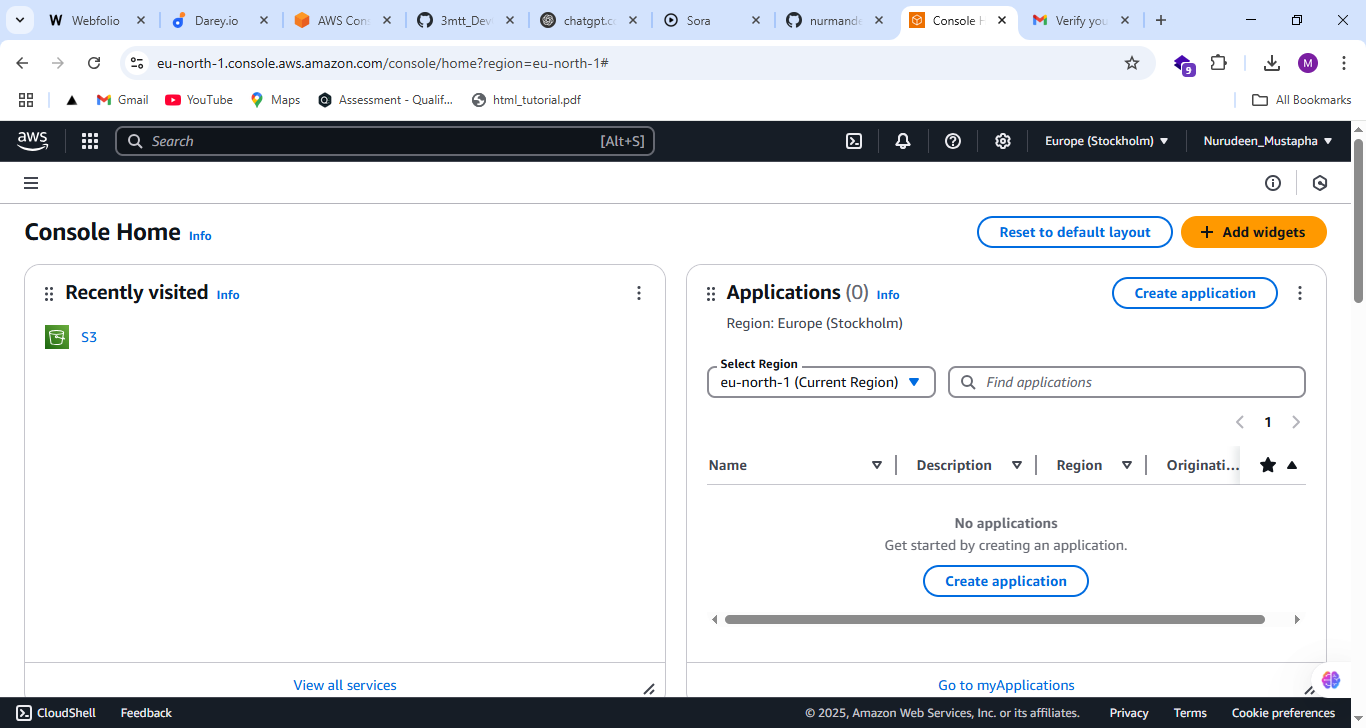 Webfolio
Darey.io
AWS Con
3mtt_Dev
chatgpt.c
Sora
nurmande
Console H
Verify you
eu-north-1.console.aws.amazon.com/console/home?region=eu-north-1#
9
M
Gmail
YouTube
Maps
Assessment - Qualif...
html_tutorial.pdf
All Bookmarks
aws
Search
[Alt+S]
Europe (Stockholm)
Nurudeen_Mustapha
Console Home
Info
Reset to default layout
Add widgets
Recently visited
Info
S3
View all services
Applications (0)
Info
Create application
Region: Europe (Stockholm)
Select Region
eu-north-1 (Current Region)
Find applications
1
Name
Description
Region
Originati...
No applications
Get started by creating an application.
Create application
Go to myApplications
CloudShell
Feedback
© 2025, Amazon Web Services, Inc. or its affiliates.
Privacy
Terms
Cookie preferences